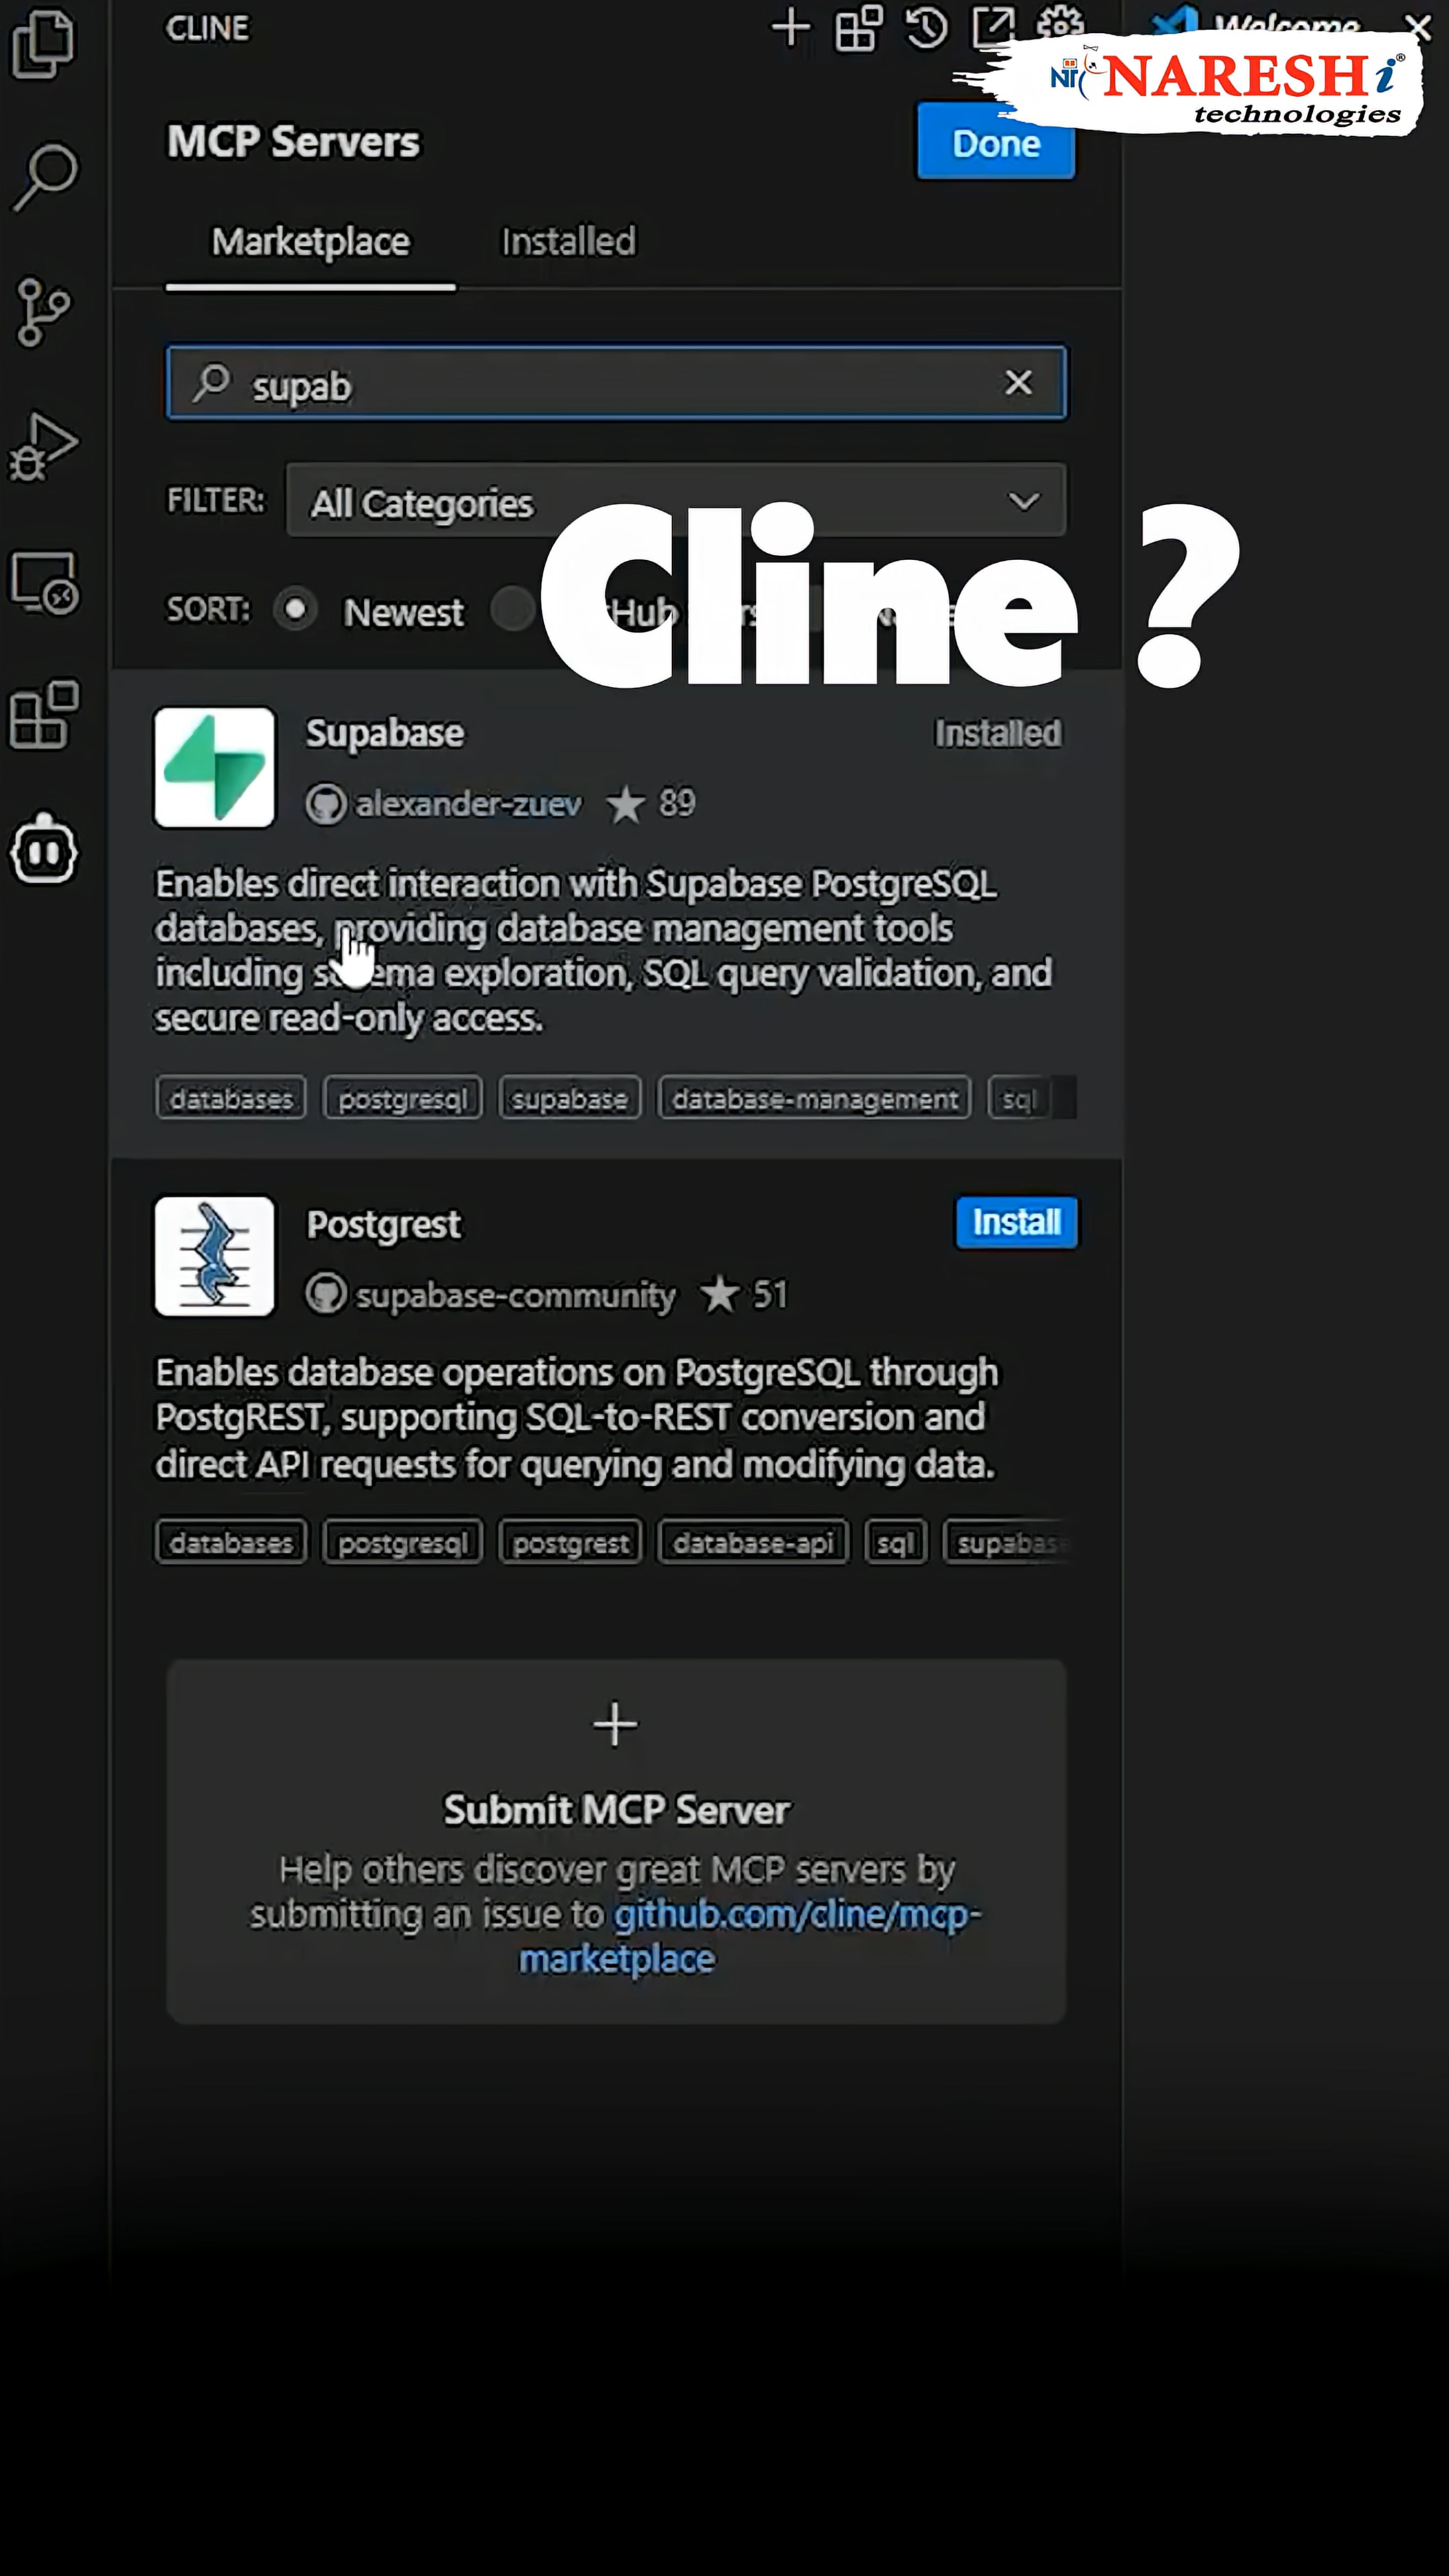 CLINE
Welcome
NARESHi®
technologies
MCP Servers
Done
Marketplace
Installed
supab
FILTER:
All Categories
Cline ?
SORT:
Newest
Supabase
Installed
alexander-zuev ★ 89
Enables direct interaction with Supabase PostgreSQL
databases, providing database management tools
including schema exploration, SQL query validation, and
secure read-only access.
databases postgresql supabase database-management sql
Postgrest
Install
supabase-community ★ 51
Enables database operations on PostgreSQL through
PostgREST, supporting SQL-to-REST conversion and
direct API requests for querying and modifying data.
databases postgresql postgrest database-api sql supabase
Submit MCP Server
Help others discover great MCP servers by
submitting an issue to github.com/cline/mcp-
marketplace